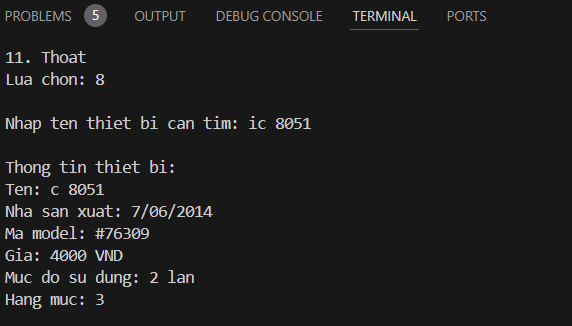 PROBLEMS 5 OUTPUT DEBUG CONSOLE TERMINAL PORTS
11. Thoat
Lua chon: 8
Nhap ten thiet bi can tim: ic 8051
Thong tin thiet bi:
Ten: c 8051
Nha san xuat: 7/06/2014
Ma model: #76309
Gia: 4000 VND
Muc do su dung: 2 lan
Hang muc: 3